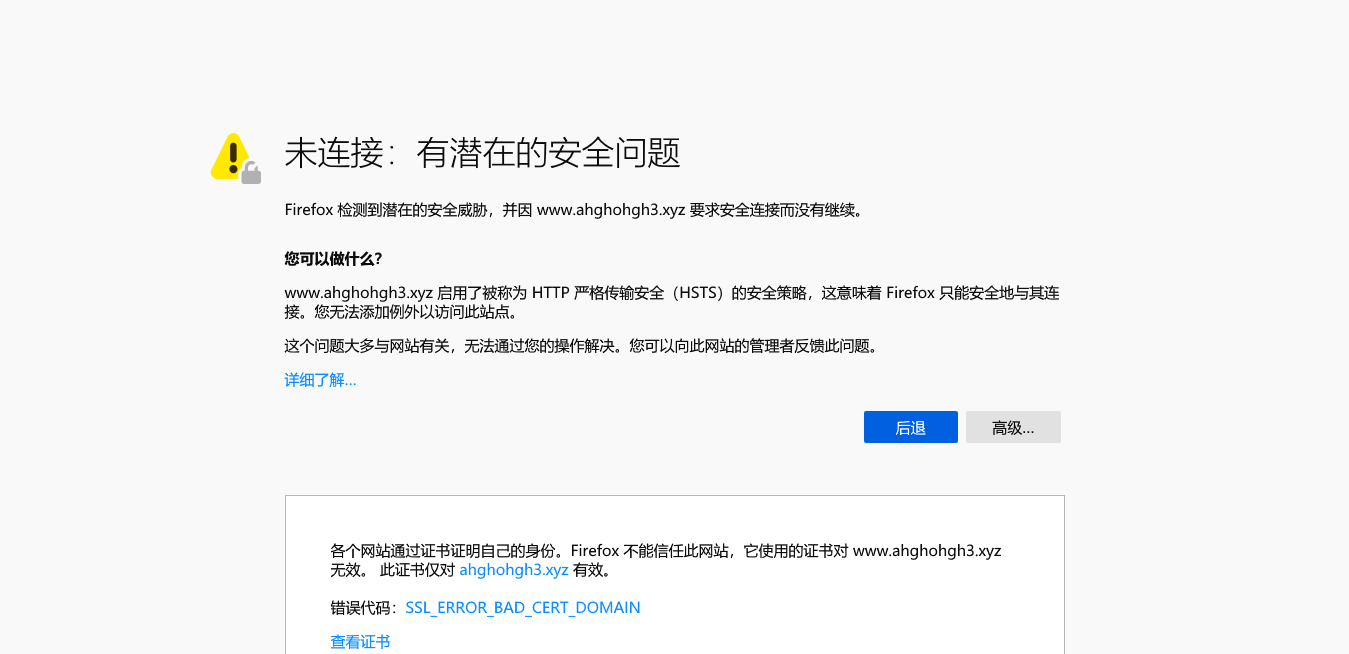 未连接：有潜在的安全问题
Firefox 检测到潜在的安全威胁，并因 www.ahghohgh3.xyz 要求安全连接而没有继续。
您可以做什么？
www.ahghohgh3.xyz 启用了被称为 HTTP 严格传输安全（HSTS）的安全策略，这意味着 Firefox 只能安全地与其连
接。您无法添加例外以访问此站点。
这个问题大多与网站有关，无法通过您的操作解决。您可以向此网站的管理者反馈此问题。
详细了解...
后退
高级...
各个网站通过证书证明自己的身份。Firefox 不能信任此网站，它使用的证书对 www.ahghohgh3.xyz
无效。 此证书仅对 ahghohgh3.xyz 有效。
错误代码：SSL_ERROR_BAD_CERT_DOMAIN
查看证书